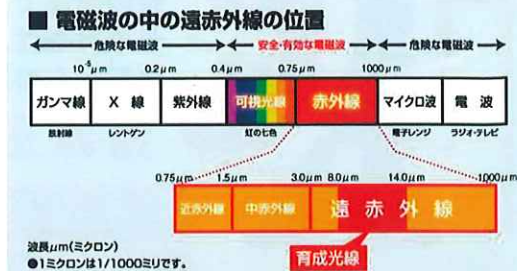 ■ 電磁波の中の遠赤外線の位置
危険な電磁波 安全・有効な電磁波 危険な電磁波
10⁻⁵μm 0.2μm 0.4μm 0.75μm 1000μm
ガンマ線 X 線 紫外線 可視光線 赤外線 マイクロ波 電 波
放射線 レントゲン 虹の七色 電子レンジ ラジオ・テレビ
0.75μm 1.5μm 3.0μm 8.0μm 14.0μm 1000μm
近赤外線 中赤外線 遠 赤 外 線
育成光線
波長μm(ミクロン)
●1ミクロンは1/1000ミリです。